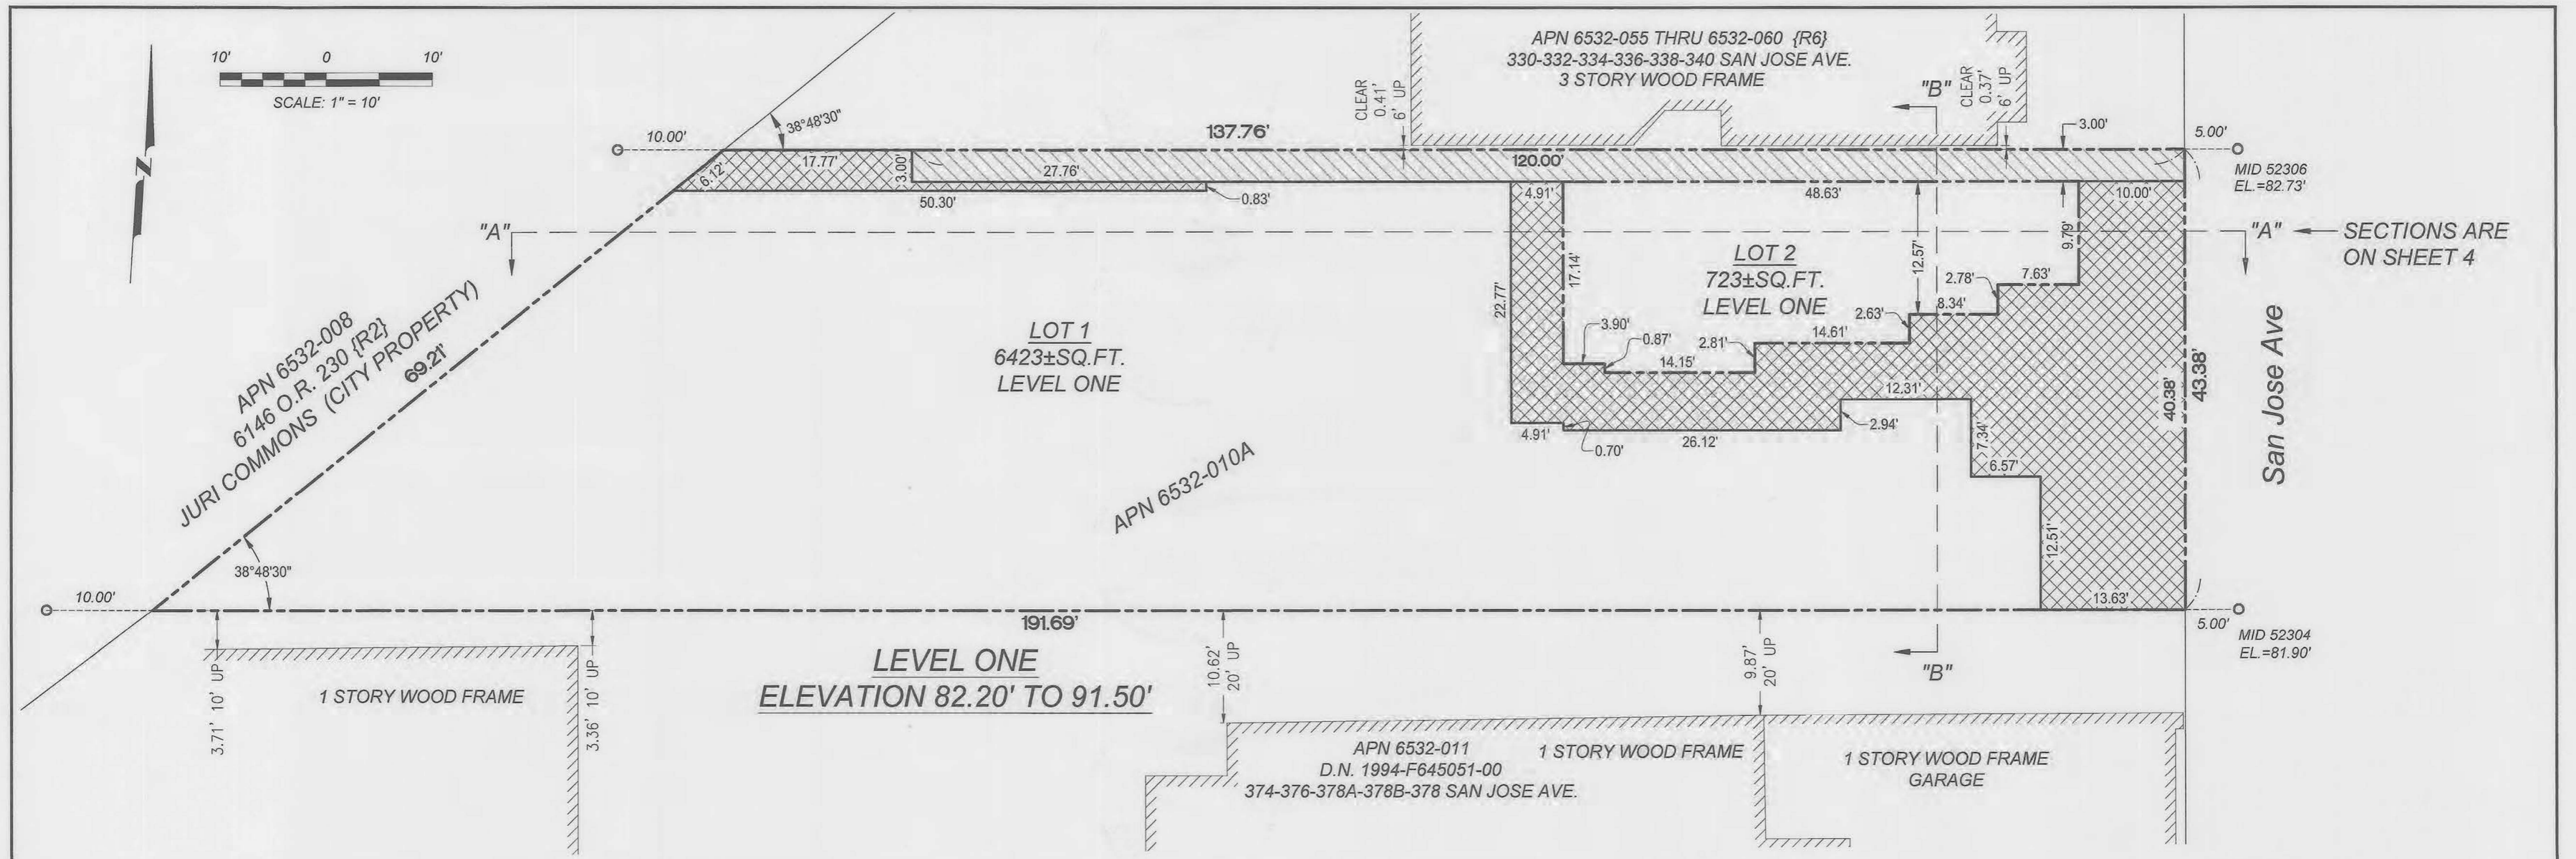 10' 0 10'
SCALE: 1" = 10'
N
APN 6532-055 THRU 6532-060 {R6}
330-332-334-336-338-340 SAN JOSE AVE.
3 STORY WOOD FRAME
CLEAR
0.41'
6' UP
"B"
CLEAR
0.37'
6' UP
38°48'30"
10.00'
137.76'
3.00'
5.00'
MID 52306
EL.=82.73'
6.12'
17.77'
3.00'
27.76'
120.00'
50.30'
0.83'
4.91'
48.63'
10.00'
"A"
"A"
SECTIONS ARE
ON SHEET 4
LOT 2
723±SQ.FT.
LEVEL ONE
17.14'
12.57'
9.79'
2.78'
7.63'
8.34'
2.63'
14.61'
2.81'
22.77'
3.90'
0.87'
14.15'
12.31'
40.38'
43.38'
San Jose Ave
4.91'
0.70'
26.12'
2.94'
7.34'
6.57'
12.51'
13.63'
LOT 1
6423±SQ.FT.
LEVEL ONE
APN 6532-008
6146 O.R. 230 {R2}
JURI COMMONS (CITY PROPERTY)
69.21'
APN 6532-010A
38°48'30"
10.00'
191.69'
5.00'
MID 52304
EL.=81.90'
LEVEL ONE
ELEVATION 82.20' TO 91.50'
3.71' 10' UP
1 STORY WOOD FRAME
3.36' 10' UP
10.62'
20' UP
9.87'
20' UP
"B"
APN 6532-011
D.N. 1994-F645051-00
374-376-378A-378B-378 SAN JOSE AVE.
1 STORY WOOD FRAME
1 STORY WOOD FRAME
GARAGE